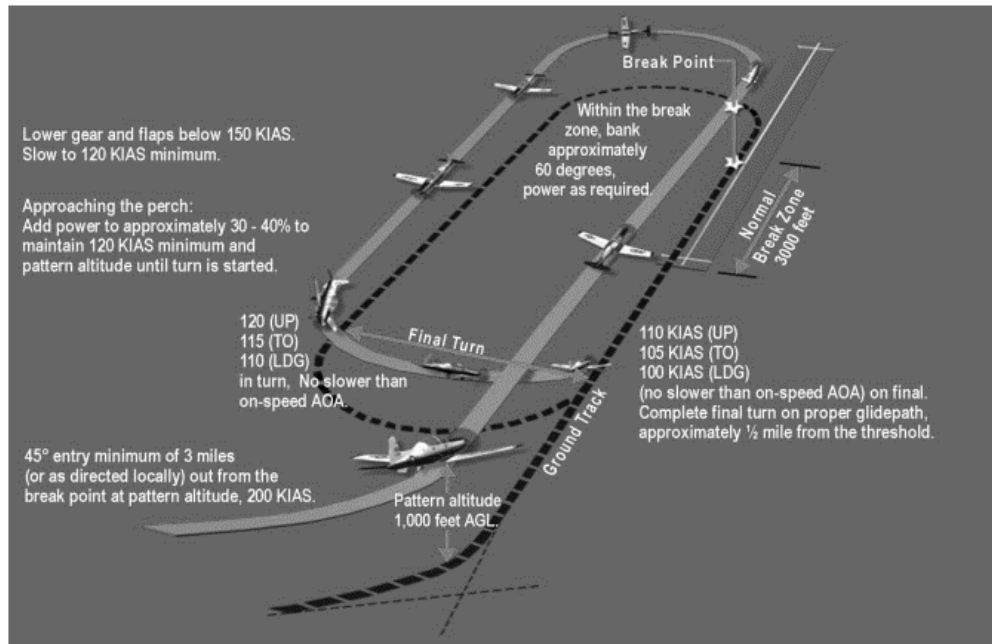 Break Point
Within the break
zone, bank
approximately
60 degrees,
power as required.
Lower gear and flaps below 150 KIAS.
Slow to 120 KIAS minimum.
Approaching the perch:
Add power to approximately 30 - 40% to
maintain 120 KIAS minimum and
pattern altitude until turn is started.
Normal
Break Zone
3000 feet
120 (UP)
115 (TO)
110 (LDG)
in turn, No slower than
on-speed AOA.
Final Turn
110 KIAS (UP)
105 KIAS (TO)
100 KIAS (LDG)
(no slower than on-speed AOA) on final.
Complete final turn on proper glidepath,
approximately ½ mile from the threshold.
Ground Track
45° entry minimum of 3 miles
(or as directed locally) out from the
break point at pattern altitude, 200 KIAS.
Pattern altitude
1,000 feet AGL.